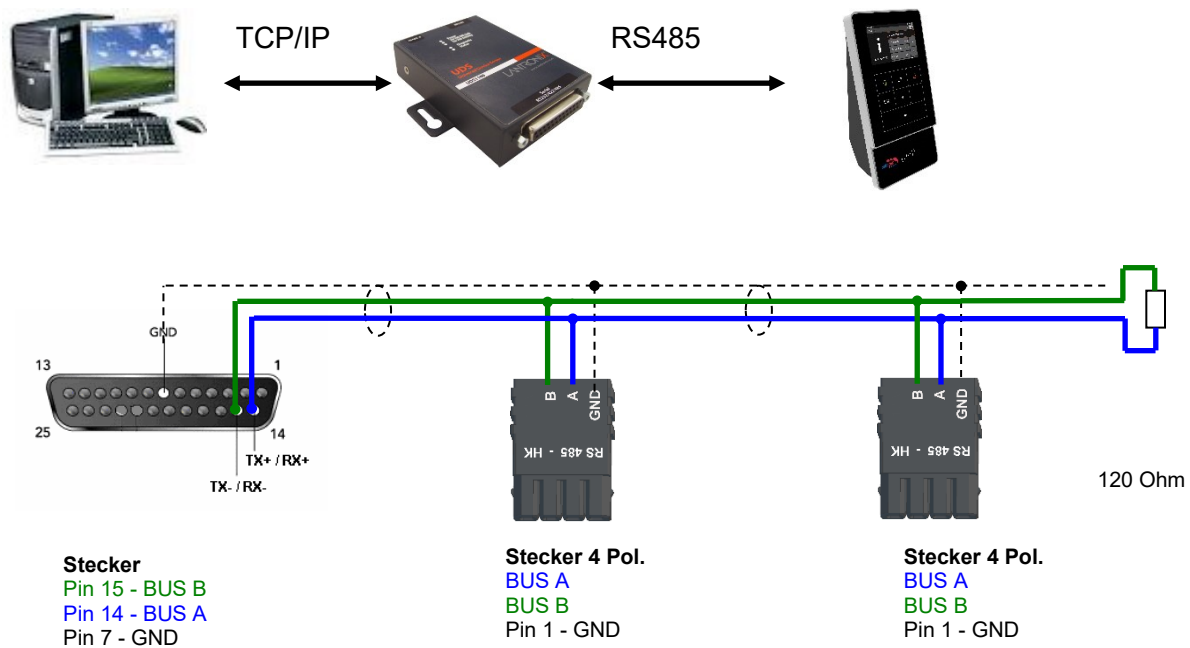 TCP/IP
RS485
UDS
LANTRONIX
GND
13
1
25
14
TX+ / RX+
TX- / RX-
B A GND
RS 485 - HK
B A GND
RS 485 - HK
120 Ohm
Stecker
Pin 15 - BUS B
Pin 14 - BUS A
Pin 7 - GND
Stecker 4 Pol.
BUS A
BUS B
Pin 1 - GND
Stecker 4 Pol.
BUS A
BUS B
Pin 1 - GND